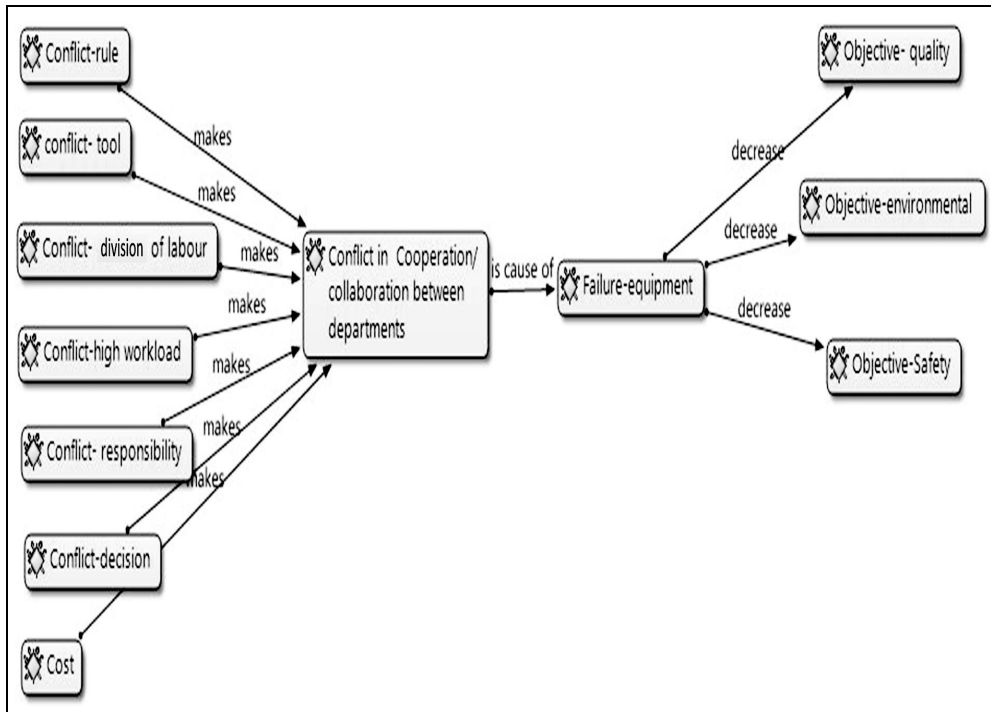 Conflict-rule
conflict- tool
Conflict- division of labour
Conflict-high workload
Conflict- responsibility
Conflict-decision
Cost
makes
makes
makes
makes
makes
makes
makes
Conflict in Cooperation/
collaboration between
departments
is cause of
Failure-equipment
decrease
decrease
decrease
Objective- quality
Objective-environmental
Objective-Safety